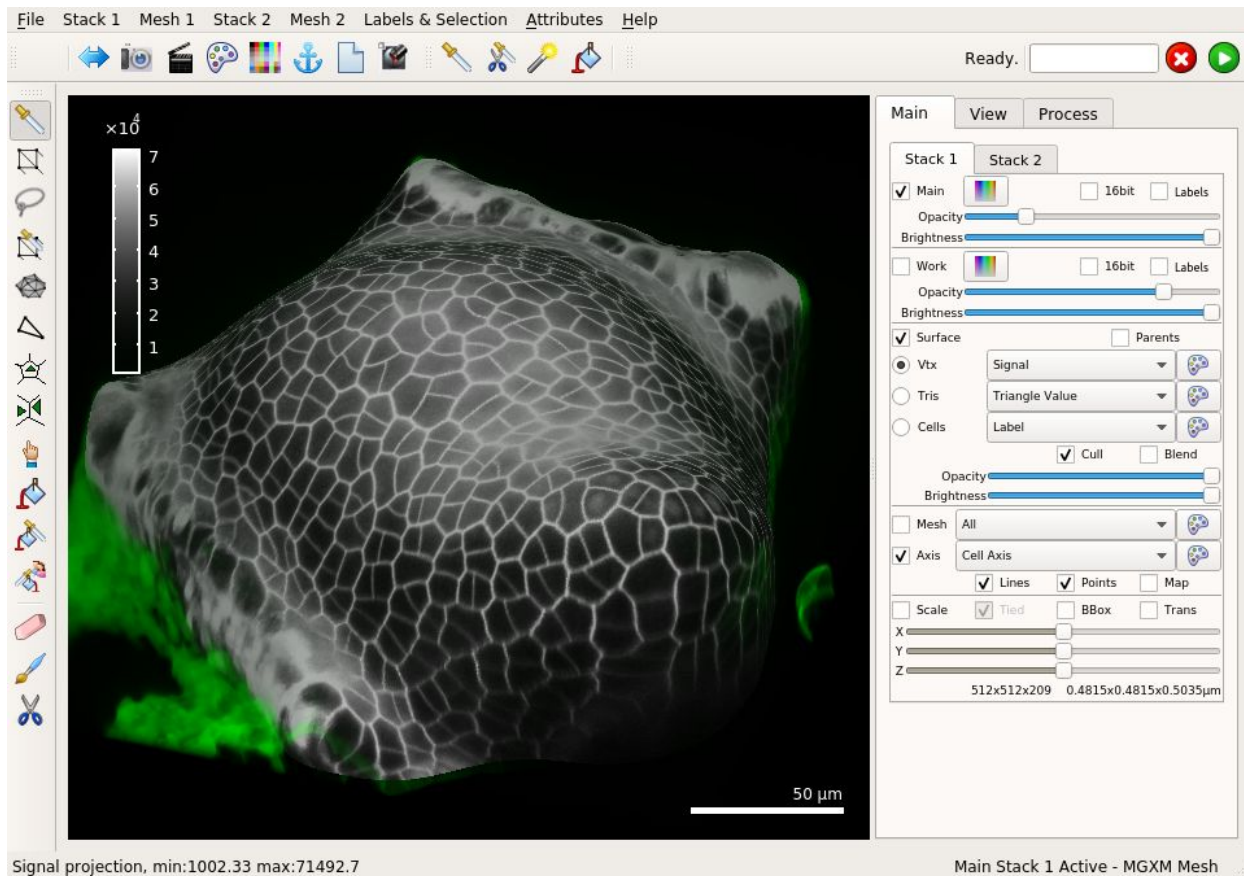 File Stack 1 Mesh 1 Stack 2 Mesh 2 Labels & Selection Attributes Help
Ready.
Main View Process
Stack 1 Stack 2
Main 16bit Labels
Opacity
Brightness
Work 16bit Labels
Opacity
Brightness
Surface Parents
Vtx Signal
Tris Triangle Value
Cells Label
Cull Blend
Opacity
Brightness
Mesh All
Axis Cell Axis
Lines Points Map
Scale Tied BBox Trans
X
Y
Z
512x512x209 0.4815x0.4815x0.5035µm
×10⁴
7
6
5
4
3
2
1
50 µm
Signal projection, min:1002.33 max:71492.7
Main Stack 1 Active - MGXM Mesh